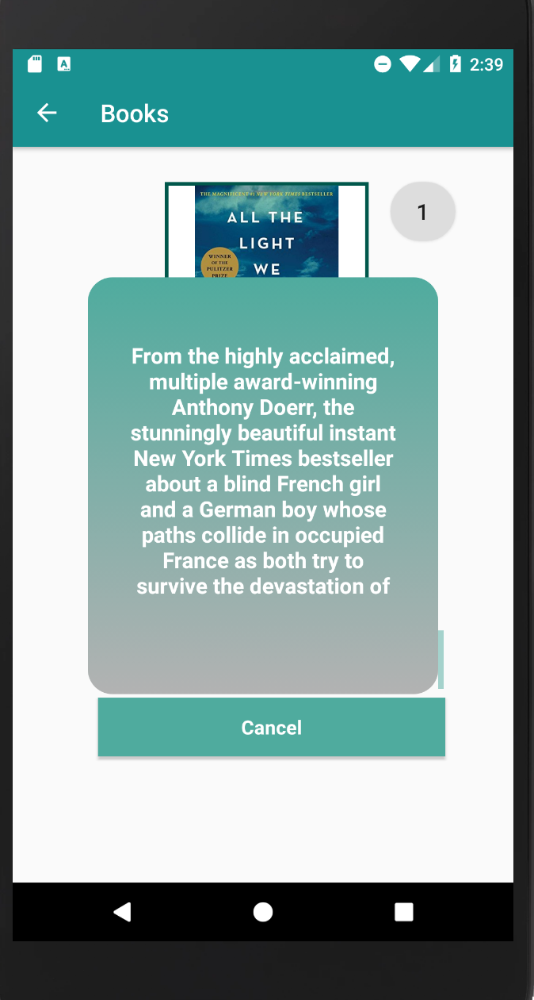 2:39
Books
THE MAGNIFICENT #1 NEW YORK TIMES BESTSELLER
1
ALL THE
LIGHT
WE
WINNER
OF THE
PULITZER
PRIZE
From the highly acclaimed,
multiple award-winning
Anthony Doerr, the
stunningly beautiful instant
New York Times bestseller
about a blind French girl
and a German boy whose
paths collide in occupied
France as both try to
survive the devastation of
Cancel